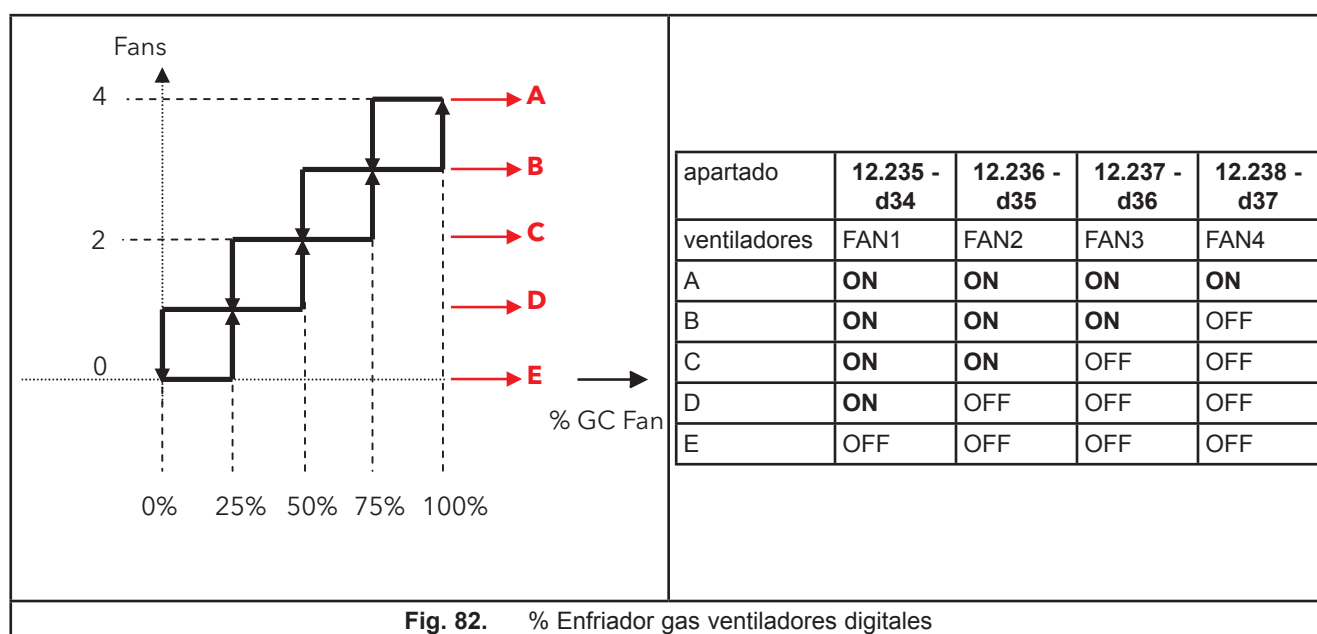 Fans
4
A
B
2
C
D
0
E
% GC Fan
0% 25% 50% 75% 100%
apartado 12.235 - d34 12.236 - d35 12.237 - d36 12.238 - d37
ventiladores FAN1 FAN2 FAN3 FAN4
A ON ON ON ON
B ON ON ON OFF
C ON ON OFF OFF
D ON OFF OFF OFF
E OFF OFF OFF OFF
Fig. 82. % Enfriador gas ventiladores digitales